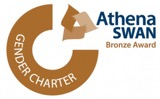 GENDER CHARTER
Athena
SWAN
Bronze Award